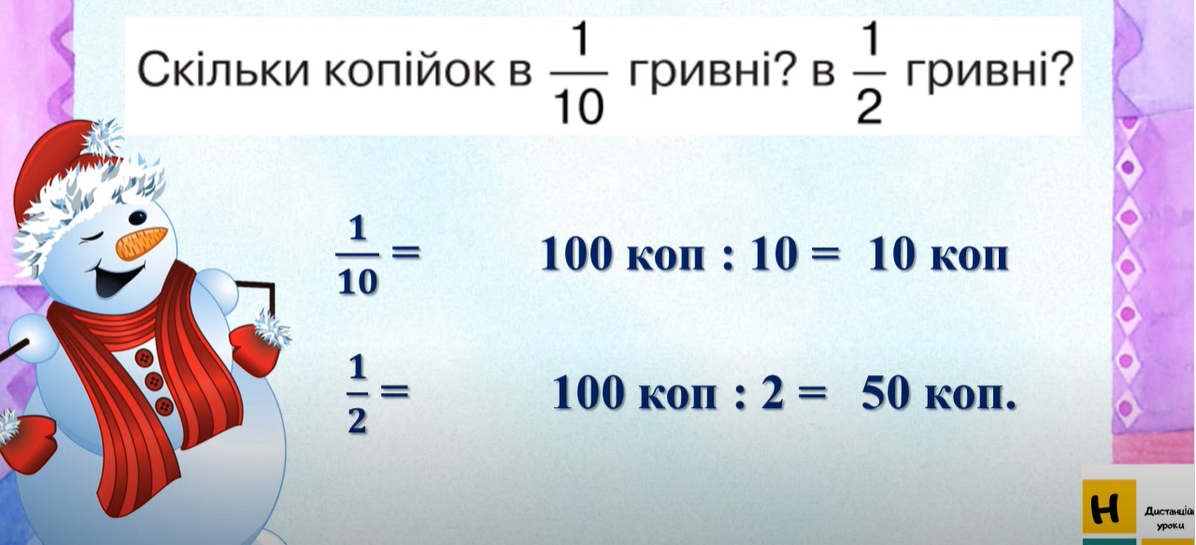 Скільки копійок в 1/10 гривні? в 1/2 гривні?
1/10 = 100 коп : 10 = 10 коп
1/2 = 100 коп : 2 = 50 коп.
Н
уроки